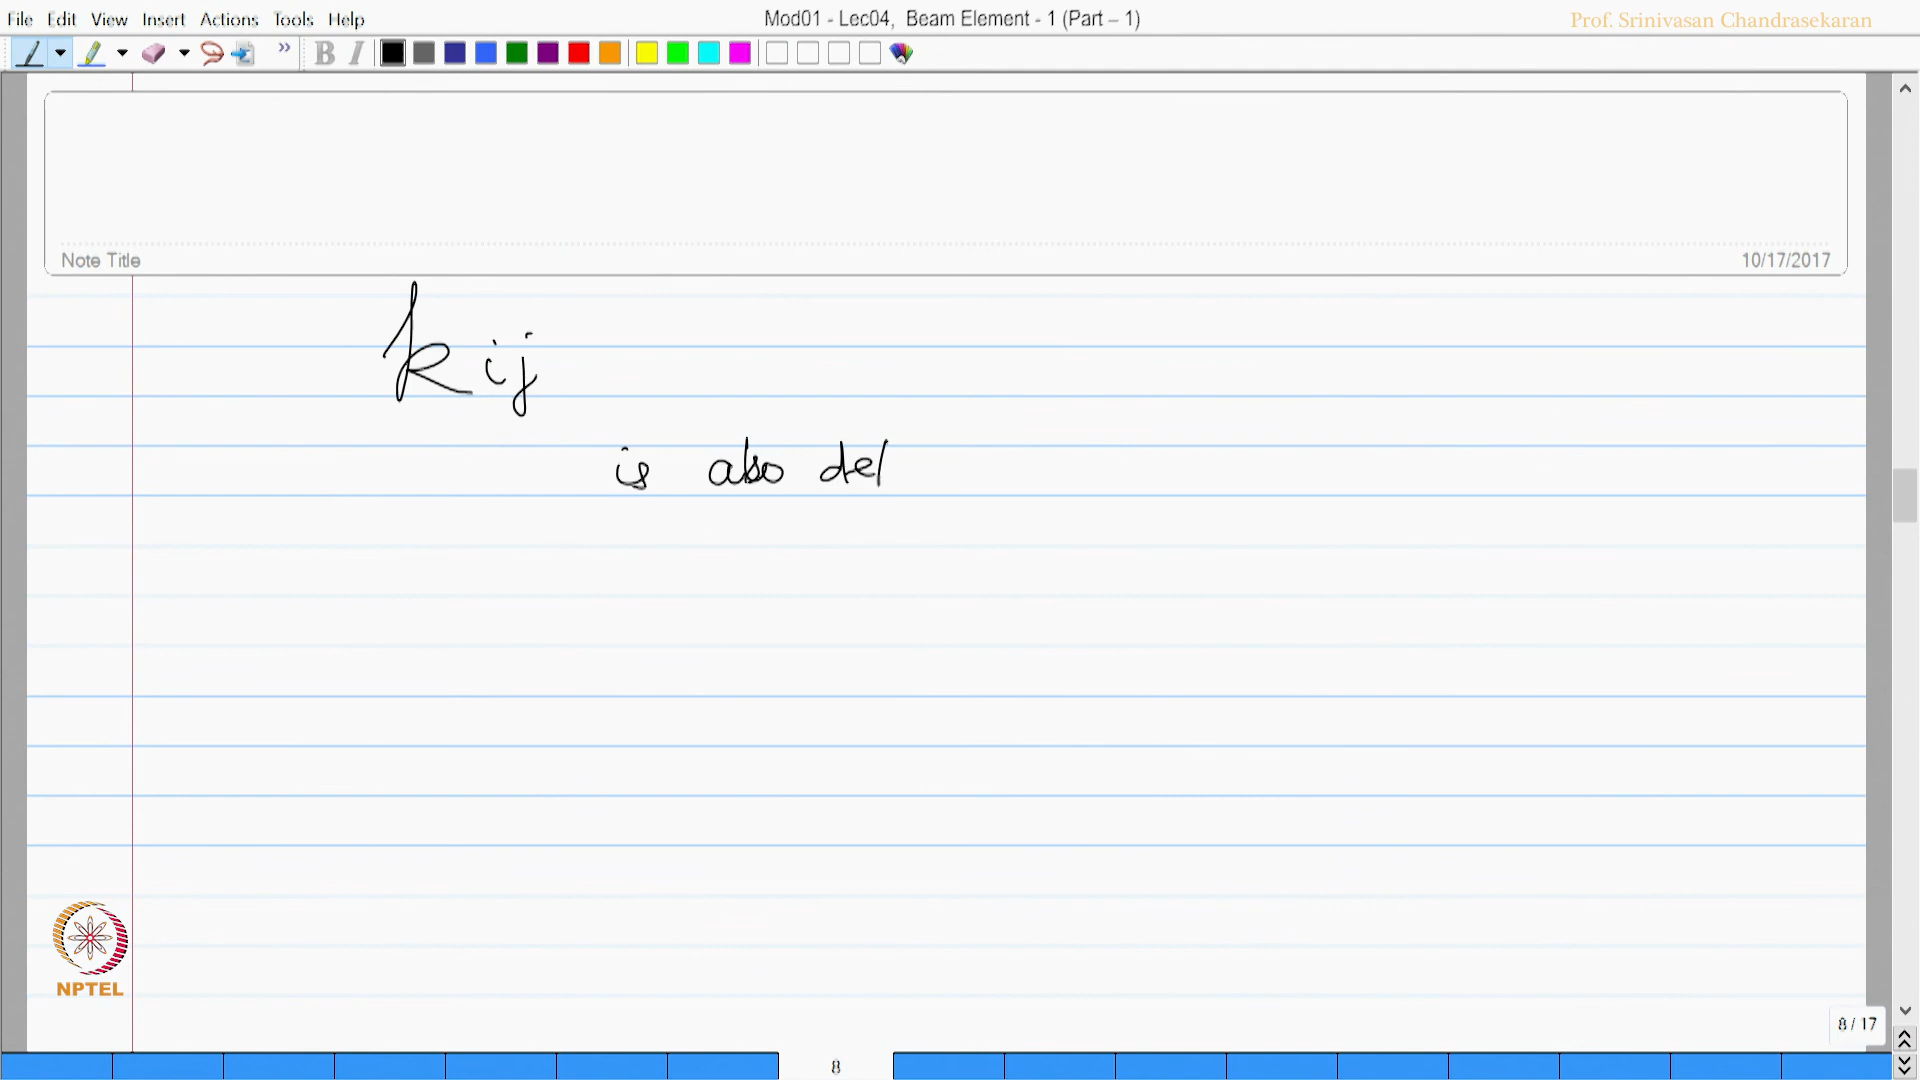 File Edit View Insert Actions Tools Help
Mod01 - Lec04, Beam Element - 1 (Part – 1)
Prof. Srinivasan Chandrasekaran
B I
Note Title
10/17/2017
kij
is also del
NPTEL
8 / 17
8